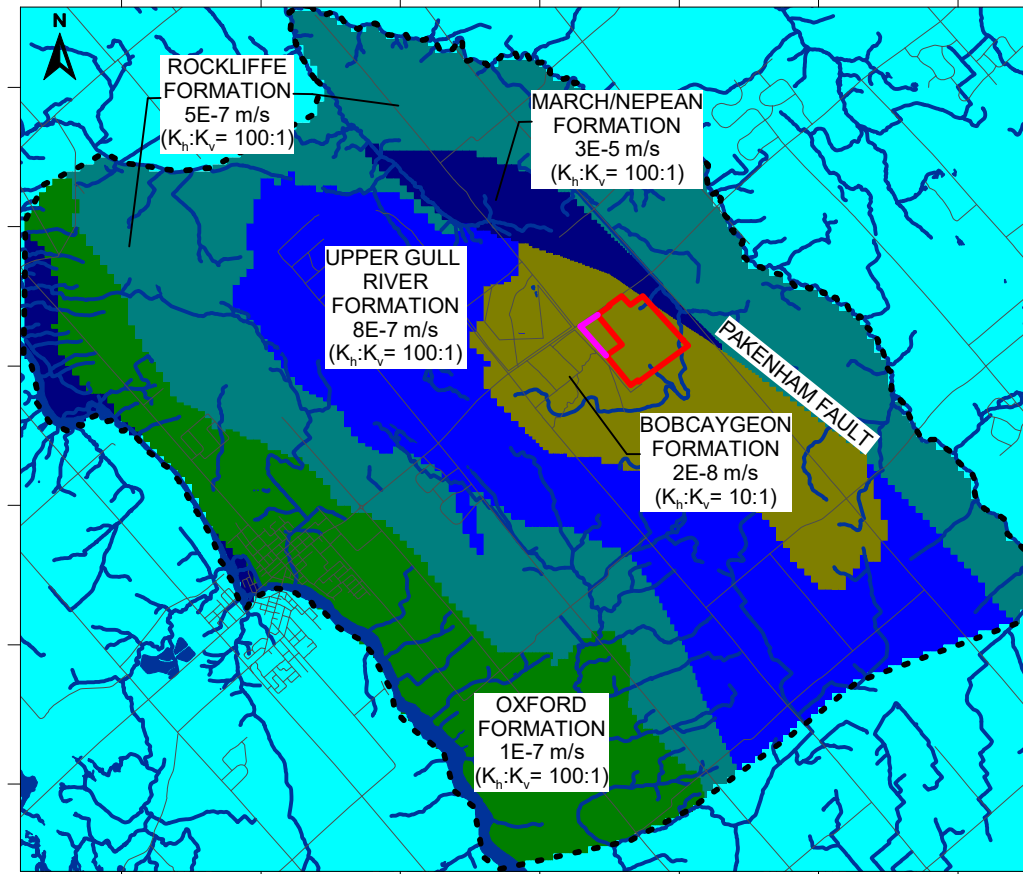 N
ROCKLIFFE
FORMATION
5E-7 m/s
(Kh:Kv= 100:1)
MARCH/NEPEAN
FORMATION
3E-5 m/s
(Kh:Kv= 100:1)
UPPER GULL
RIVER
FORMATION
8E-7 m/s
(Kh:Kv= 100:1)
PAKENHAM FAULT
BOBCAYGEON
FORMATION
2E-8 m/s
(Kh:Kv= 10:1)
OXFORD
FORMATION
1E-7 m/s
(Kh:Kv= 100:1)